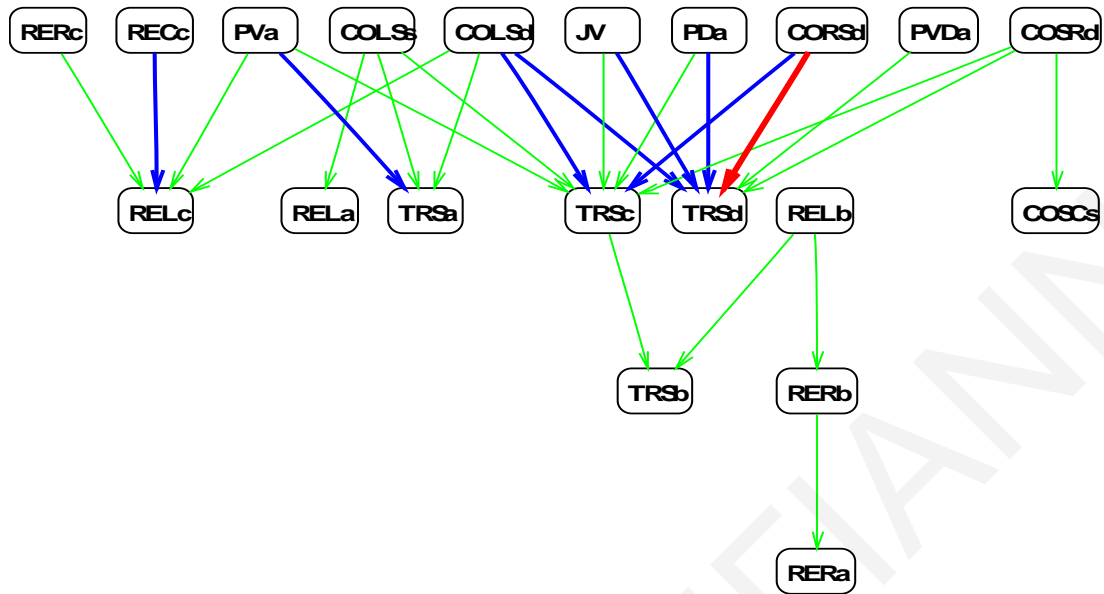 RERc RECc PVa COLSs COLSd JV PDa CORSd PVDa COSRd
RELc RELa TRSa TRSc TRSd RELb COSCs
TRSb RERb
RERa